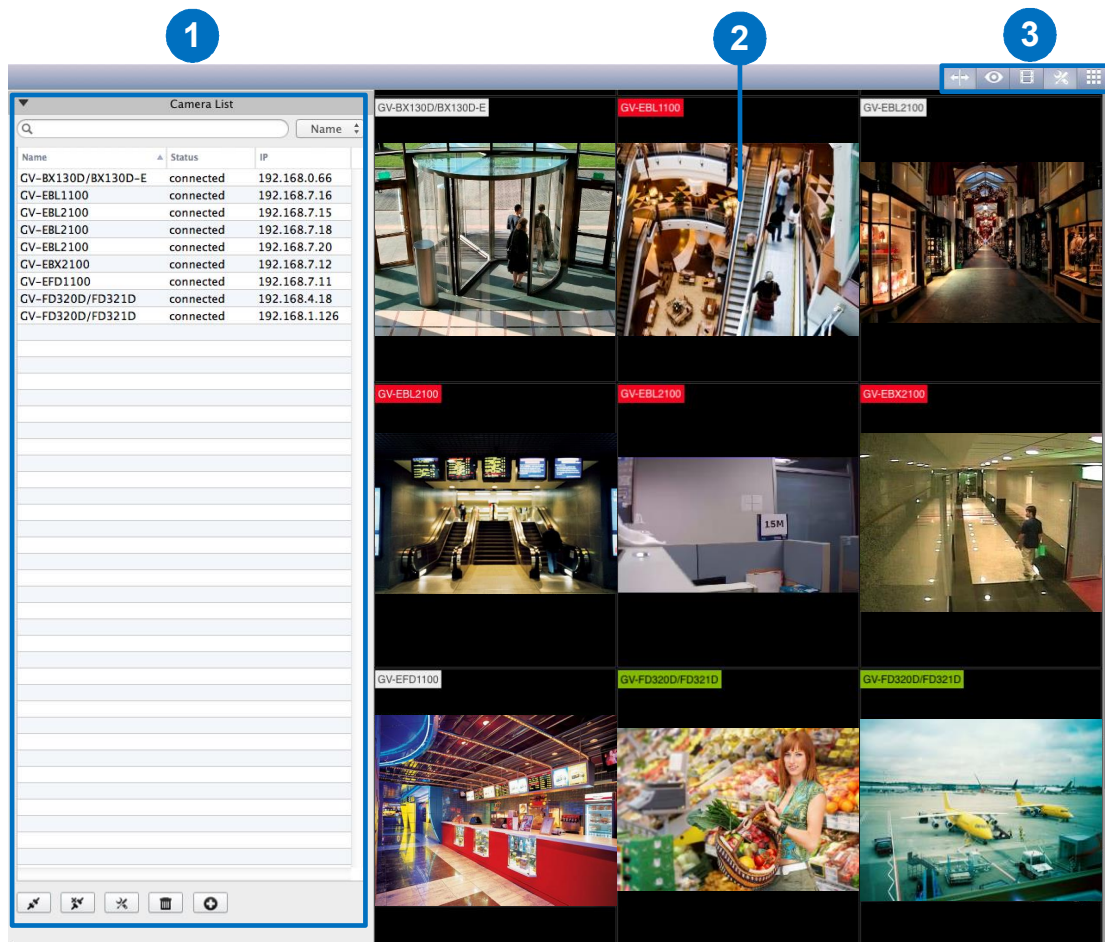 1
2
3
Camera List
Name
Name Status IP
GV-BX130D/BX130D-E connected 192.168.0.66
GV-EBL1100 connected 192.168.7.16
GV-EBL2100 connected 192.168.7.15
GV-EBL2100 connected 192.168.7.18
GV-EBL2100 connected 192.168.7.20
GV-EBX2100 connected 192.168.7.12
GV-EFD1100 connected 192.168.7.11
GV-FD320D/FD321D connected 192.168.4.18
GV-FD320D/FD321D connected 192.168.1.126
GV-BX130D/BX130D-E
GV-EBL1100
GV-EBL2100
GV-EBL2100
GV-EBL2100
GV-EBX2100
15M
GV-EFD1100
GV-FD320D/FD321D
GV-FD320D/FD321D